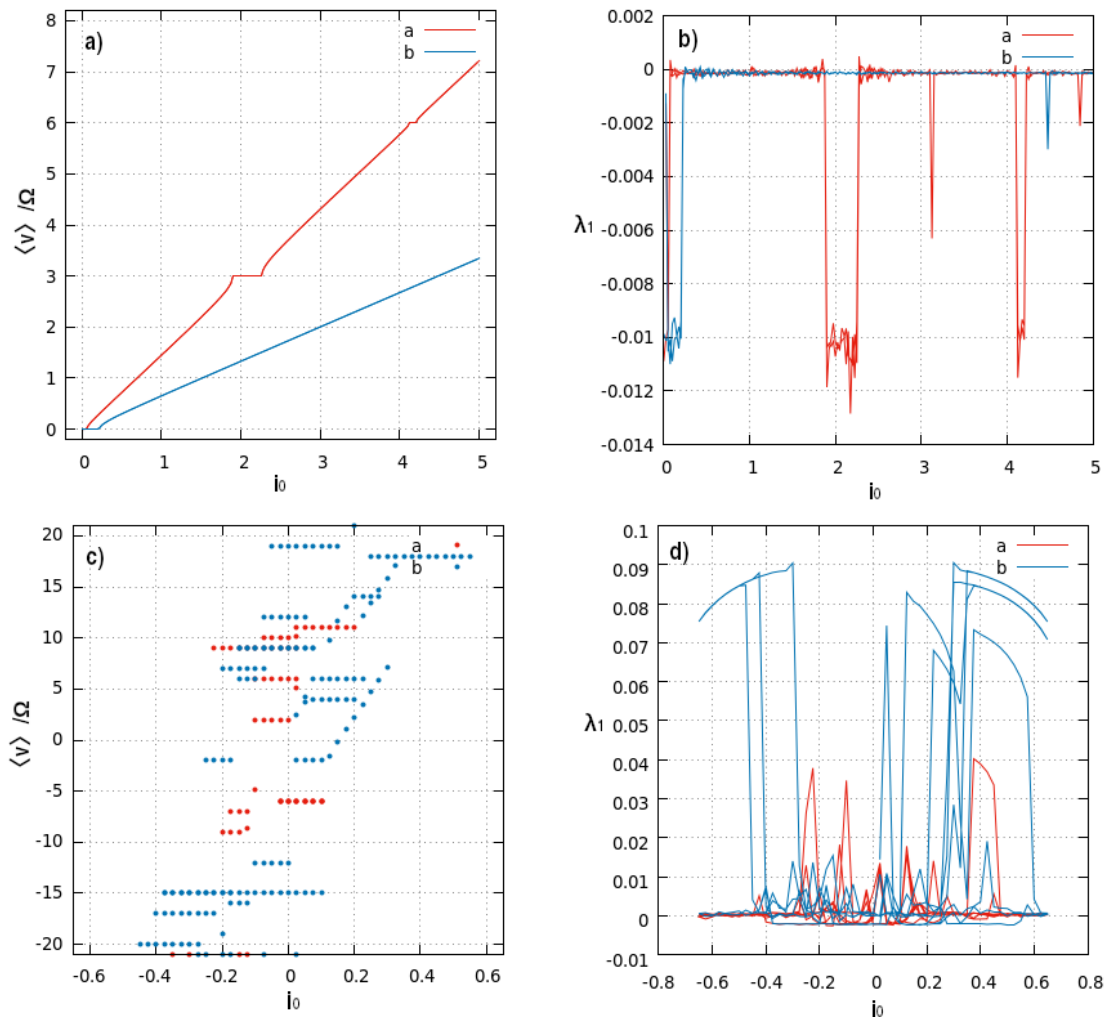 a)
a
b
8
7
6
5
4
3
2
1
0
⟨v⟩ /Ω
0 1 2 3 4 5
i₀
b)
a
b
0.002
0
-0.002
-0.004
-0.006
-0.008
-0.01
-0.012
-0.014
λ₁
0 1 2 3 4 5
i₀
c)
a
b
20
15
10
5
0
-5
-10
-15
-20
⟨v⟩ /Ω
-0.6 -0.4 -0.2 0 0.2 0.4 0.6
i₀
d)
a
b
0.1
0.09
0.08
0.07
0.06
0.05
0.04
0.03
0.02
0.01
0
-0.01
λ₁
-0.8 -0.6 -0.4 -0.2 0 0.2 0.4 0.6 0.8
i₀